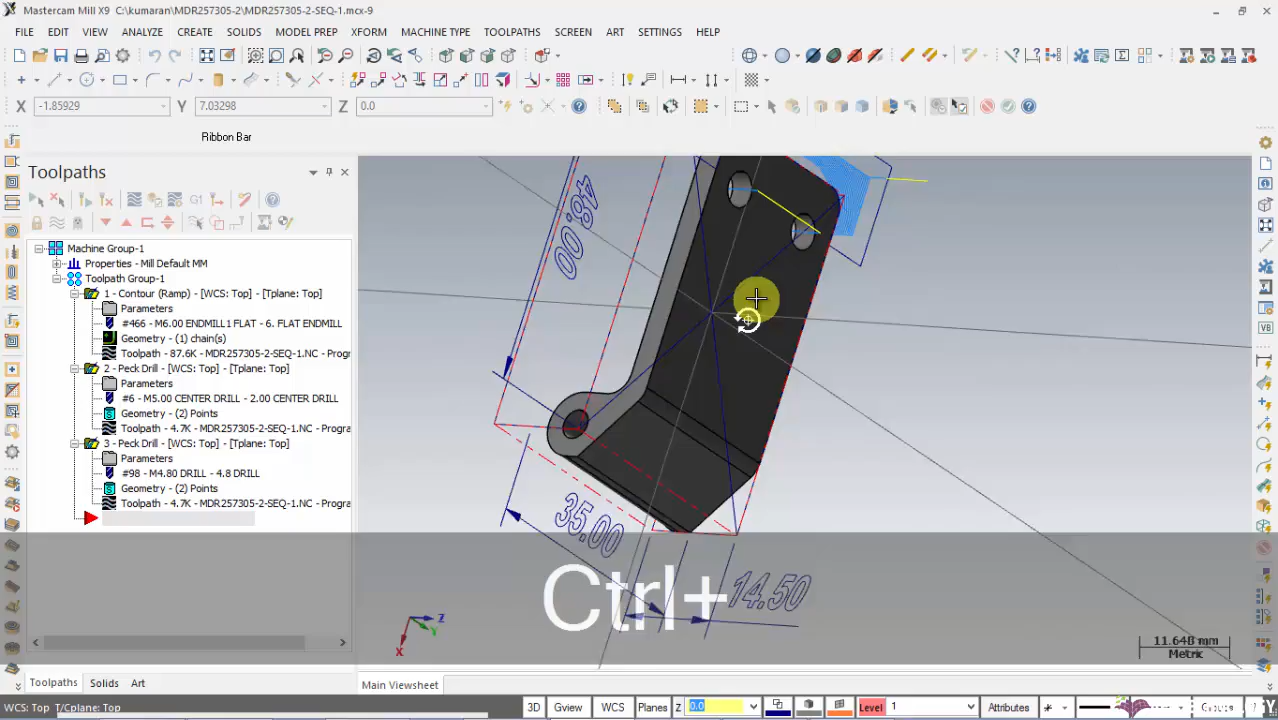 Mastercam Mill X9 C:\kumaran\MDR257305-2\MDR257305-2-SEQ-1.mcx-9
FILE EDIT VIEW ANALYZE CREATE SOLIDS MODEL PREP XFORM MACHINE TYPE TOOLPATHS SCREEN ART SETTINGS HELP
X -1.85929 Y 7.03298 Z 0.0
Ribbon Bar
Toolpaths
G1
Machine Group-1
Properties - Mill Default MM
Toolpath Group-1
1 - Contour (Ramp) - [WCS: Top] - [Tplane: Top]
Parameters
#466 - M6.00 ENDMILL1 FLAT - 6. FLAT ENDMILL
Geometry - (1) chain(s)
Toolpath - 87.6K - MDR257305-2-SEQ-1.NC - Progra
2 - Peck Drill - [WCS: Top] - [Tplane: Top]
Parameters
#6 - M5.00 CENTER DRILL - 2.00 CENTER DRILL
Geometry - (2) Points
Toolpath - 4.7K - MDR257305-2-SEQ-1.NC - Progra
3 - Peck Drill - [WCS: Top] - [Tplane: Top]
Parameters
#98 - M4.80 DRILL - 4.8 DRILL
Geometry - (2) Points
Toolpath - 4.7K - MDR257305-2-SEQ-1.NC - Progra
48.00
35.00
14.50
Ctrl+
Z
Y
X
11.648 mm
Metric
VB
Toolpaths Solids Art
Main Viewsheet
WCS: Top T/Cplane: Top
3D Gview WCS Planes Z 0.0 Level 1 Attributes